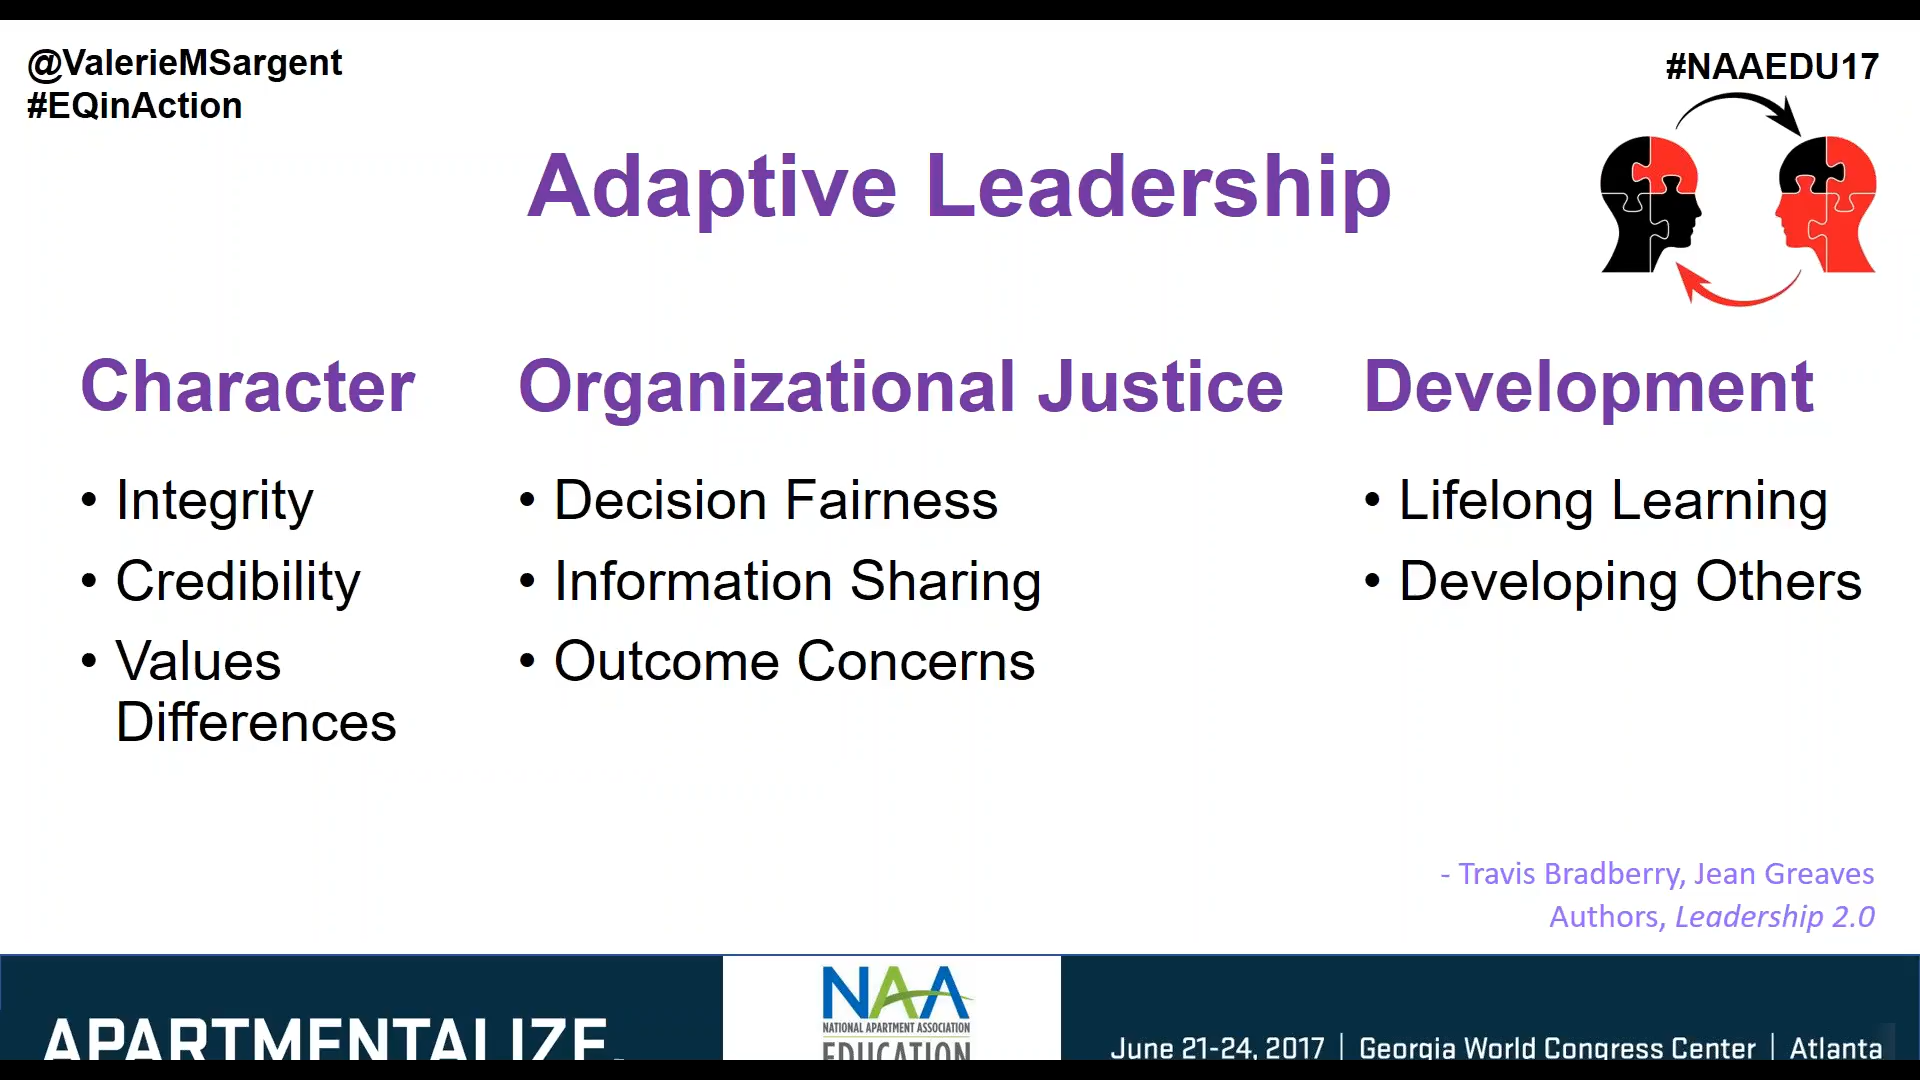 @ValerieMSargent
#EQinAction
#NAAEDU17
Adaptive Leadership
Character
• Integrity
• Credibility
• Values
Differences
Organizational Justice
• Decision Fairness
• Information Sharing
• Outcome Concerns
Development
• Lifelong Learning
• Developing Others
- Travis Bradberry, Jean Greaves
Authors, Leadership 2.0
APARTMENTALIZE.
NAA
NATIONAL APARTMENT ASSOCIATION
EDUCATION
June 21-24, 2017 | Georgia World Congress Center | Atlanta